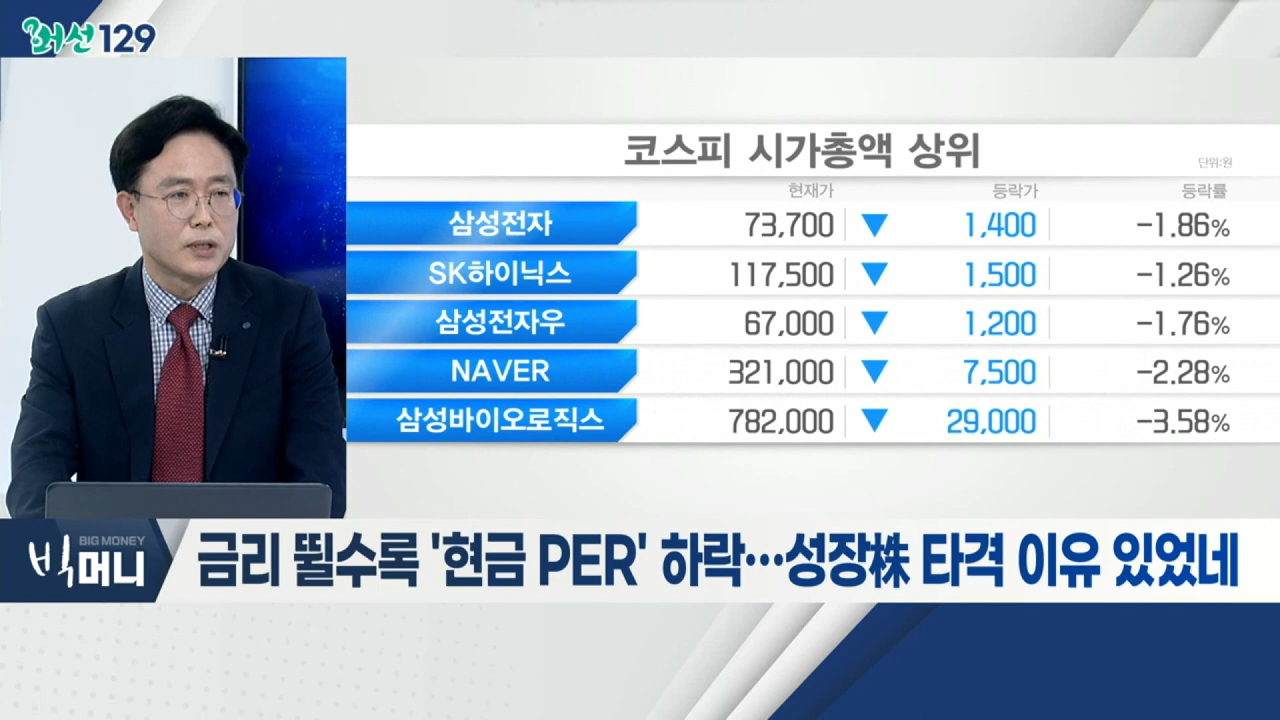 머선129
코스피 시가총액 상위
단위:원
현재가 등락가 등락률
삼성전자 73,700 ▼ 1,400 -1.86%
SK하이닉스 117,500 ▼ 1,500 -1.26%
삼성전자우 67,000 ▼ 1,200 -1.76%
NAVER 321,000 ▼ 7,500 -2.28%
삼성바이오로직스 782,000 ▼ 29,000 -3.58%
BIG MONEY
빅머니
금리 뛸수록 '현금 PER' 하락…성장株 타격 이유 있었네